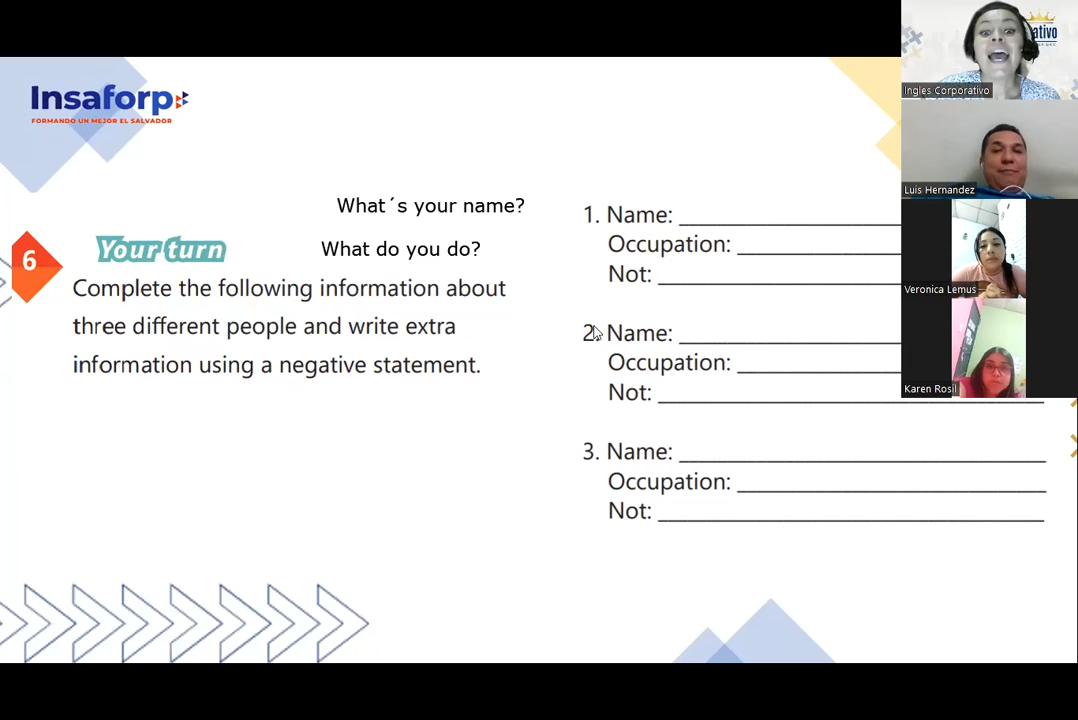 Insaforp
FORMANDO UN MEJOR EL SALVADOR
What´s your name?
What do you do?
6
Your turn
Complete the following information about
three different people and write extra
information using a negative statement.
1. Name:
Occupation:
Not:
2. Name:
Occupation:
Not:
3. Name:
Occupation:
Not:
ativo
Ingles Corporativo
Luis Hernandez
Veronica Lemus
Karen Rosil